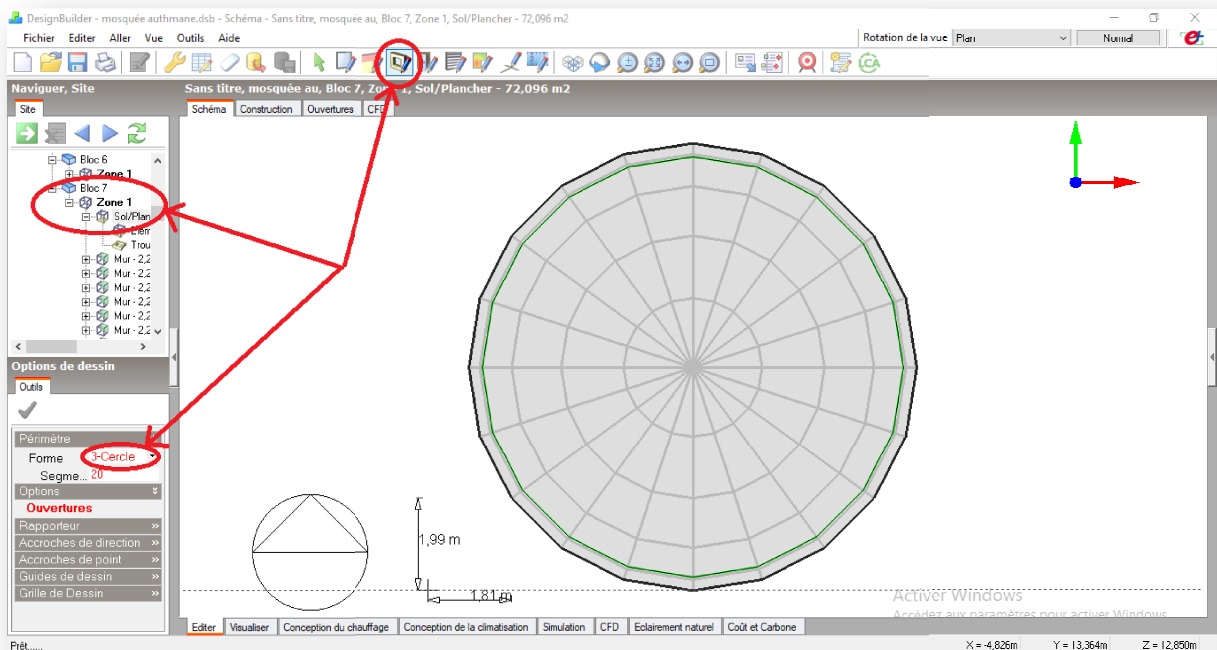 DesignBuilder - mosquée authmane.dsb - Schéma - Sans titre, mosquée au, Bloc 7, Zone 1, Sol/Plancher - 72,096 m2
Fichier Editer Aller Vue Outils Aide
Rotation de la vue Plan Normal
Naviguer, Site
Sans titre, mosquée au, Bloc 7, Sol/Plancher - 72,096 m2
Site
Schéma Construction Ouvertures CFD
Bloc 6
Zone 1
Bloc 7
Zone 1
Sol/Plan
Trou
Mur - 2,2
Mur - 2,2
Mur - 2,2
Mur - 2,2
Mur - 2,2
Mur - 2,2
Options de dessin
Outils
Périmètre
Forme 3-Cercle
Segme... 20
Options
Ouvertures
Rapporteur
Accroches de direction
Accroches de point
Guides de dessin
Grille de Dessin
1,99 m
1,81 m
Activer Windows
Accédez aux paramètres pour activer Windows
Editer Visualiser Conception du chauffage Conception de la climatisation Simulation CFD Eclairement naturel Coût et Carbone
Prêt......
X = -4,826m Y = 13,364m Z = 12,850m